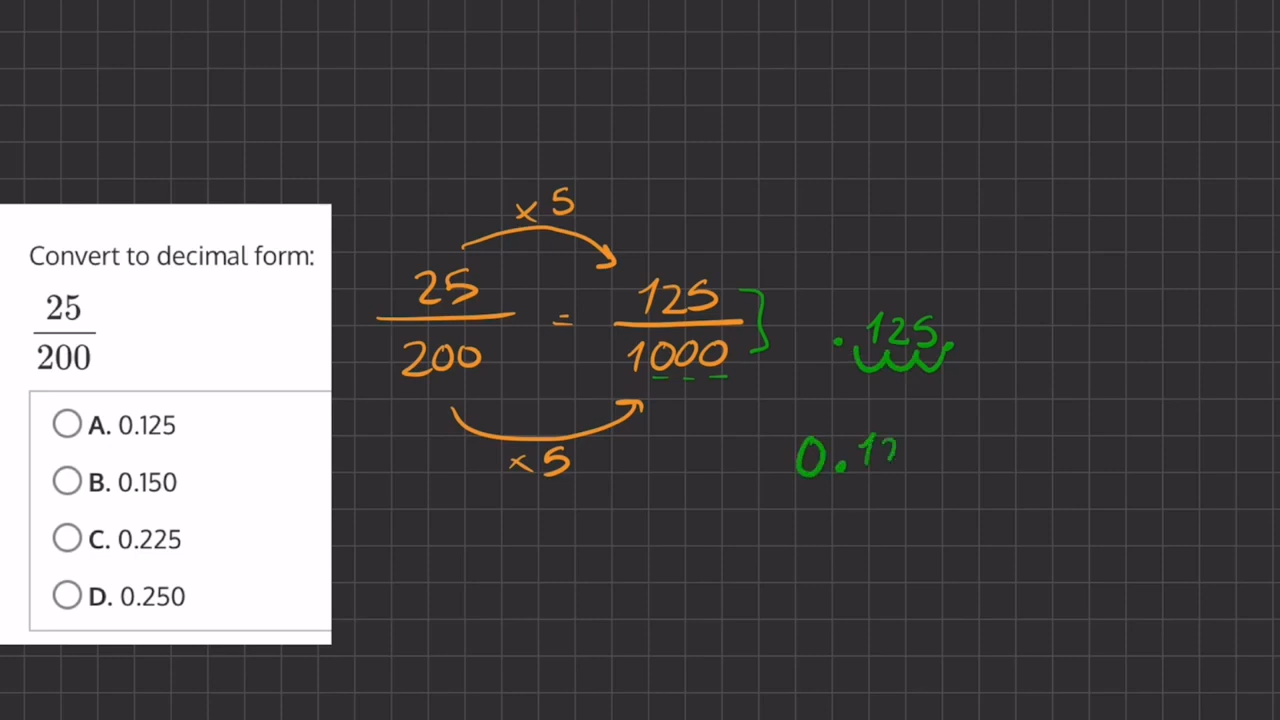 Convert to decimal form:
25
200
A. 0.125
B. 0.150
C. 0.225
D. 0.250
× 5
25
200
=
125
1000
× 5
.125.
0.12